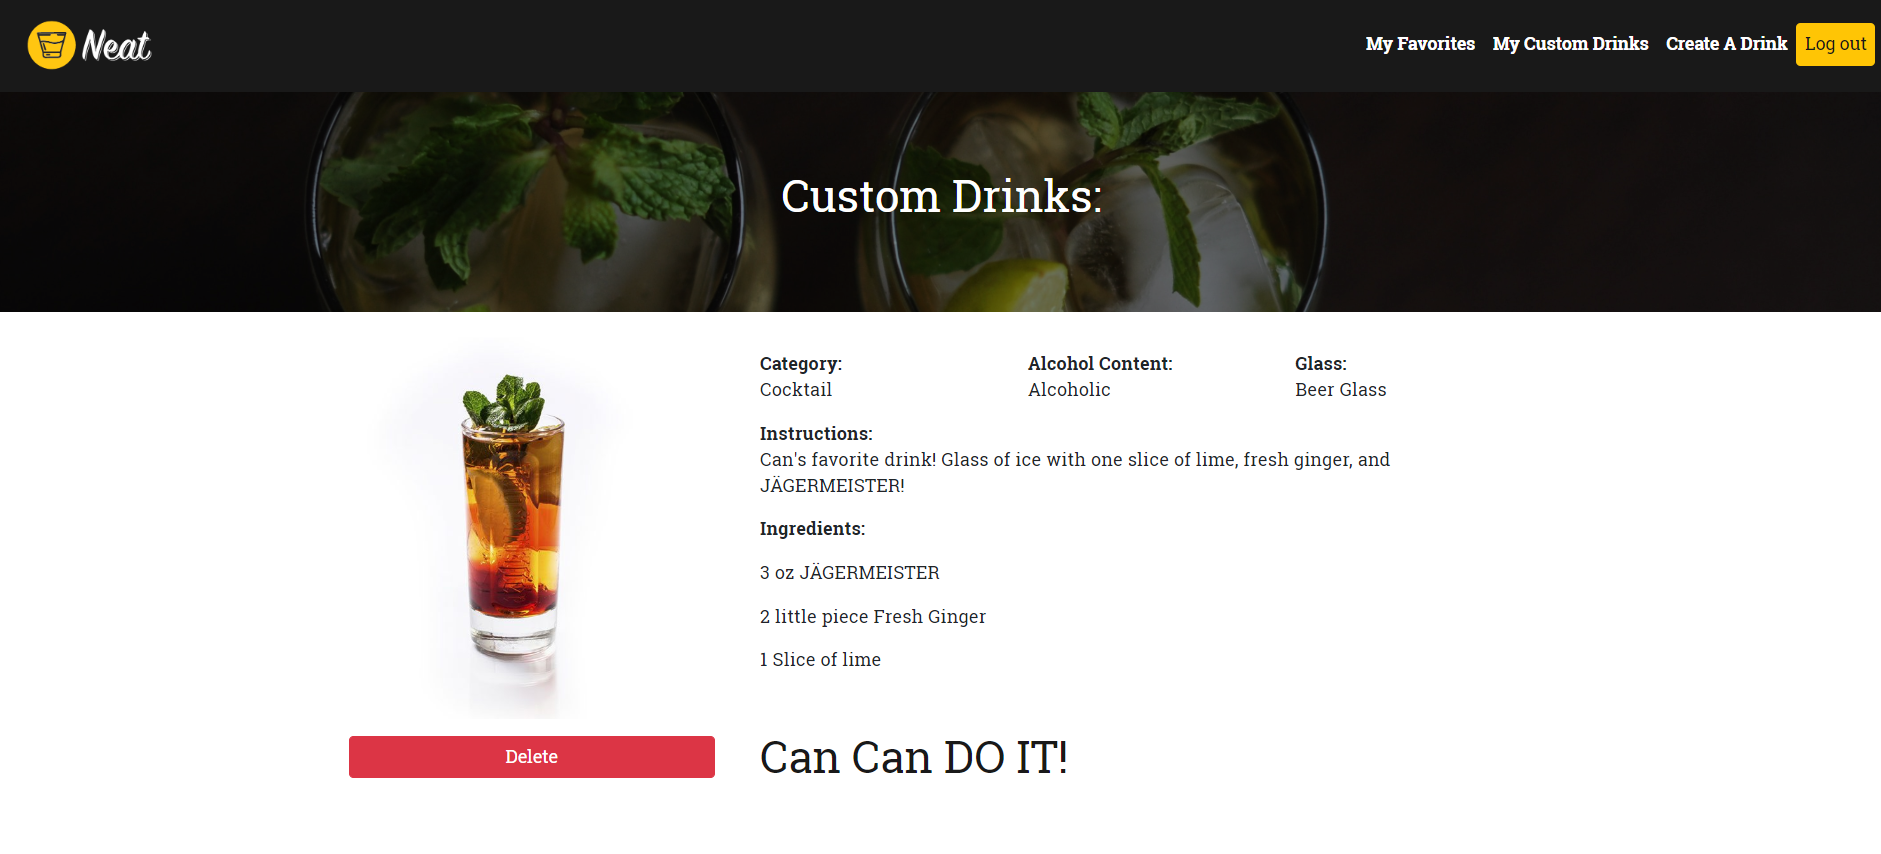 Neat
My Favorites My Custom Drinks Create A Drink Log out
Custom Drinks:
Category: Alcohol Content: Glass:
Cocktail Alcoholic Beer Glass
Instructions:
Can's favorite drink! Glass of ice with one slice of lime, fresh ginger, and
JÄGERMEISTER!
Ingredients:
3 oz JÄGERMEISTER
2 little piece Fresh Ginger
1 Slice of lime
Delete
Can Can DO IT!